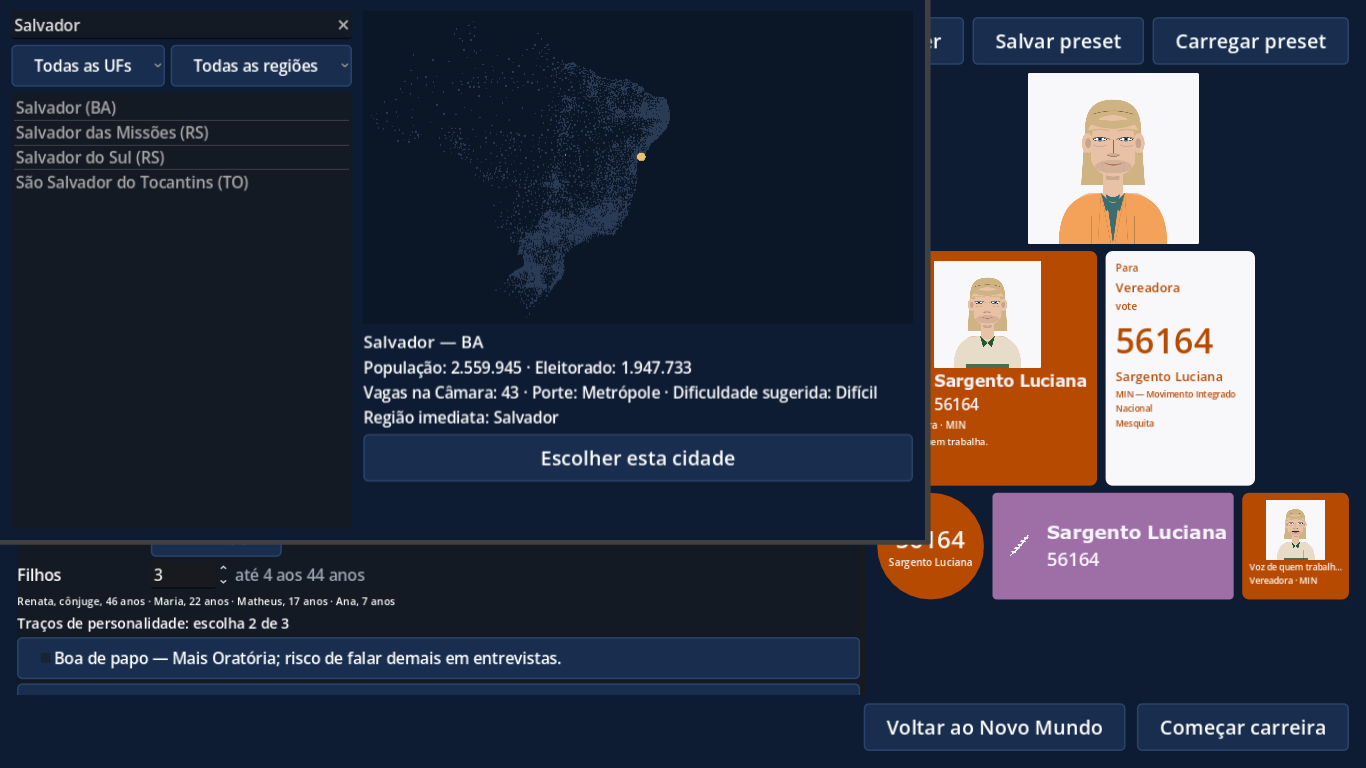 Salvador
Todas as UFs
Todas as regiões
Salvador (BA)
Salvador das Missões (RS)
Salvador do Sul (RS)
São Salvador do Tocantins (TO)
Salvador — BA
População: 2.559.945 · Eleitorado: 1.947.733
Vagas na Câmara: 43 · Porte: Metrópole · Dificuldade sugerida: Difícil
Região imediata: Salvador
Escolher esta cidade
Salvar preset
Carregar preset
Sargento Luciana
56164
MIN
trabalha.
Para
Vereadora
vote
56164
Sargento Luciana
MIN — Movimento Integrado
Nacional
Mesquita
56164
Sargento Luciana
Sargento Luciana
56164
Voz de quem trabalh...
Vereadora · MIN
Filhos
3
até 4 aos 44 anos
Renata, cônjuge, 46 anos · Maria, 22 anos · Matheus, 17 anos · Ana, 7 anos
Traços de personalidade: escolha 2 de 3
Boa de papo — Mais Oratória; risco de falar demais em entrevistas.
Voltar ao Novo Mundo
Começar carreira